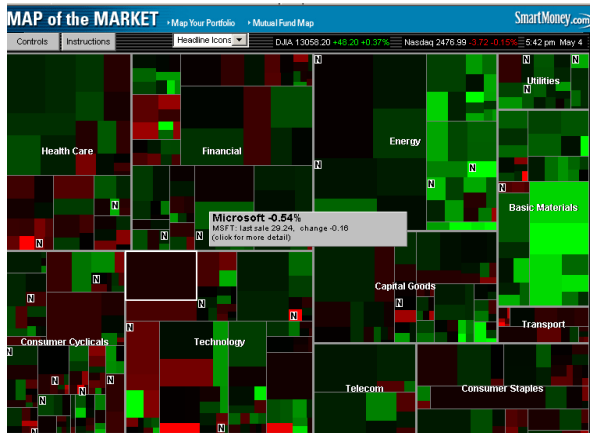 MAP of the MARKET
▸Map Your Portfolio ▸Mutual Fund Map
SmartMoney.com
Controls Instructions Headline Icons DJIA 13058.20 +48.20 +0.37% Nasdaq 2476.99 -3.72 -0.15% 5:42 pm May 4
N N
Utilities
N
Health Care Financial Energy
N N
N
N
Basic Materials
Microsoft -0.54%
MSFT: last sale 29.24, change -0.16
(click for more detail)
N N N
N
Capital Goods
N N N
N
Transport
N
Consumer Cyclicals Technology
N
N N
Telecom Consumer Staples
N
N N